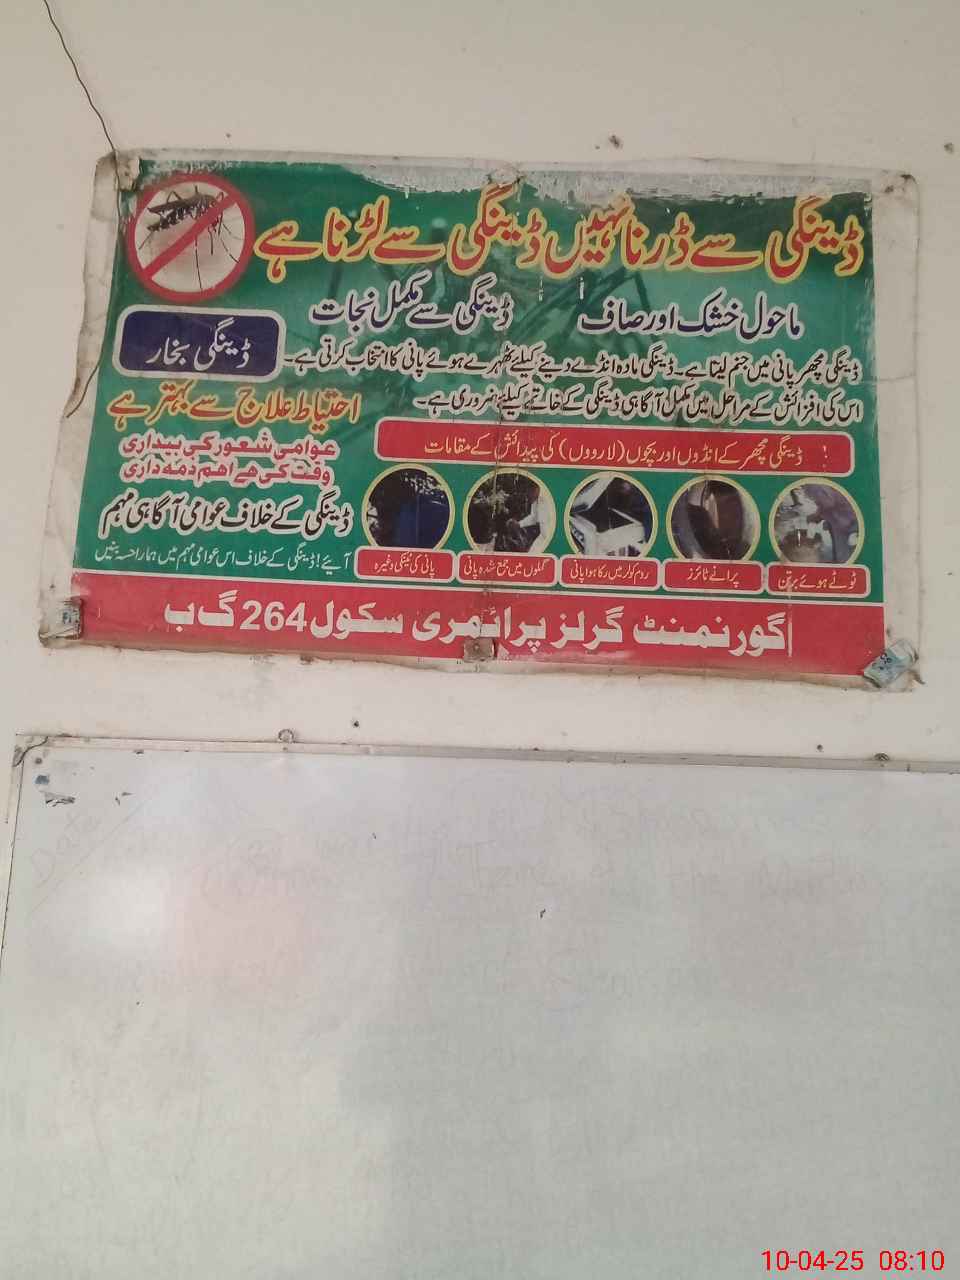 ڈینگی سے ڈرنا نہیں ڈینگی سے لڑنا ہے
ماحول خشک اور صاف
ڈینگی سے مکمل نجات
ڈینگی مچھر پانی میں جنم لیتا ہے۔ ڈینگی مادہ انڈے دینے کیلئے ٹھہرے ہوئے پانی کا انتخاب کرتی ہے۔
اس کی افزائش کے مراحل میں مکمل آگاہی ڈینگی کے خاتمے کیلئے ضروری ہے۔
ڈینگی بخار
احتیاط علاج سے بہتر ہے
عوامی شعور کی بیداری
وقت کی ہے اہم ذمہ داری
ڈینگی کے خلاف عوامی آگاہی مہم
آیئے! ڈینگی کے خلاف اس عوامی مہم میں ہمارا حصہ بنیں
ڈینگی مچھر کے انڈوں اور بچوں (لارووں) کی پیدائش کے مقامات !
ٹوٹے ہوئے برتن
پرانے ٹائرز
روم کولر میں رکا ہوا پانی
گملوں میں جمع شدہ پانی
پانی کی ٹینکی وغیرہ
گورنمنٹ گرلز پرائمری سکول 264 گ ب
Date
10-04-25 08:10